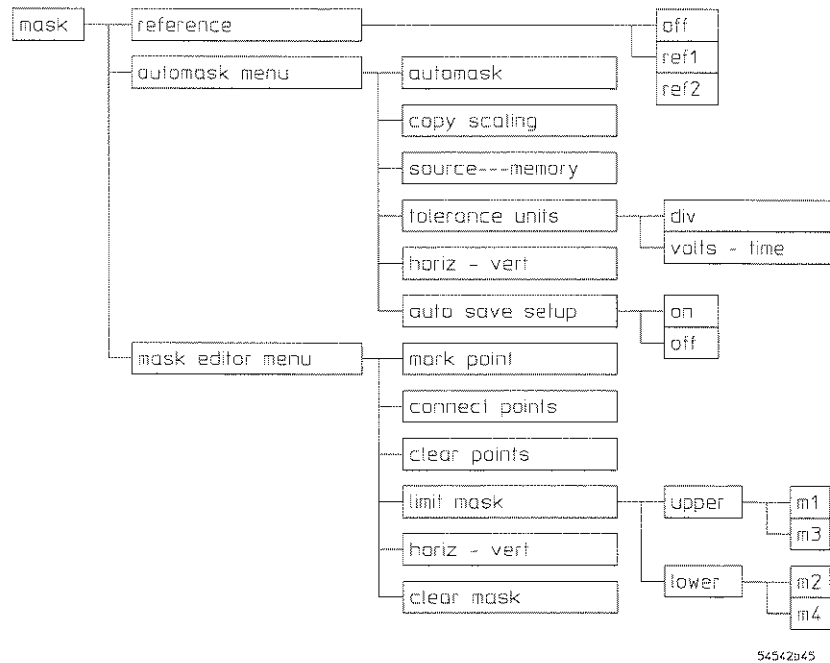 mask
reference
off
ref1
ref2
automask menu
automask
copy scaling
source---memory
tolerance units
div
volts - time
horiz - vert
auto save setup
on
off
mask editor menu
mark point
connect points
clear points
limit mask
upper
m1
m3
lower
m2
m4
horiz - vert
clear mask